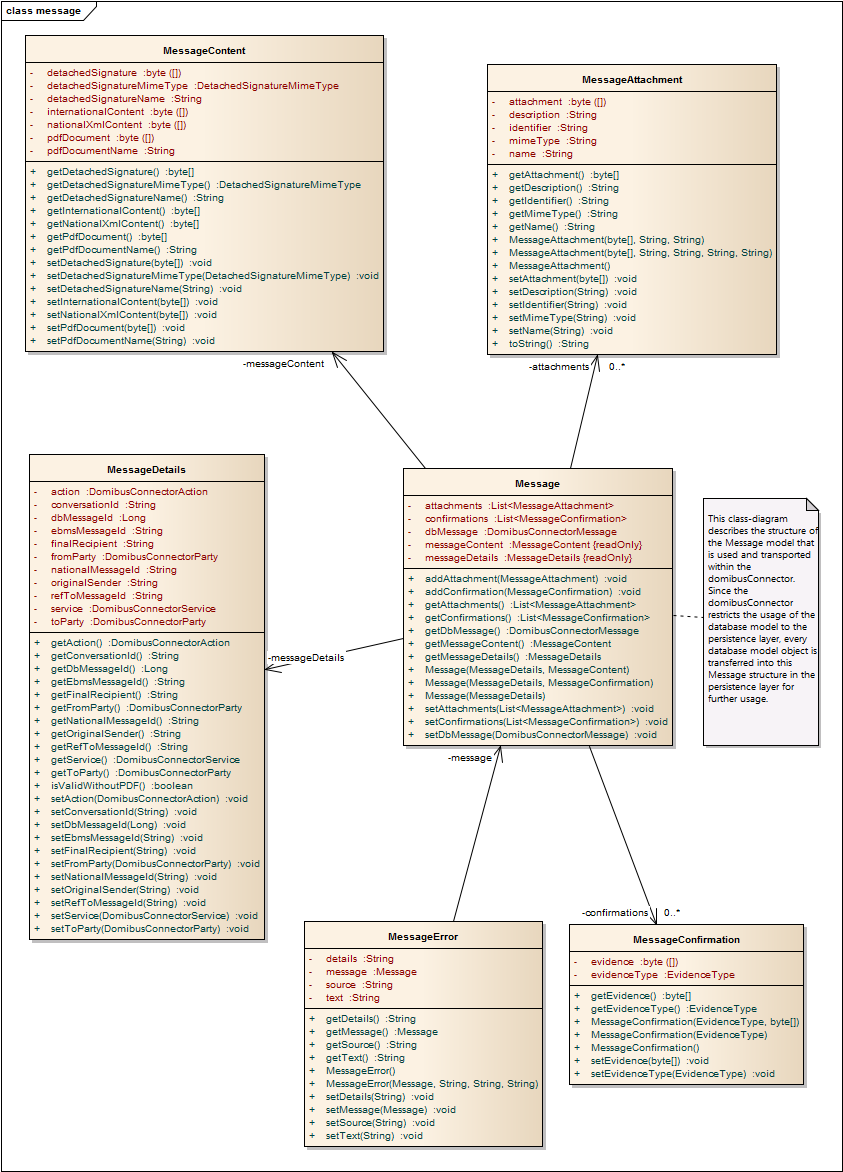 class message
MessageContent
- detachedSignature :byte ([])
- detachedSignatureMimeType :DetachedSignatureMimeType
- detachedSignatureName :String
- internationalContent :byte ([])
- nationalXmlContent :byte ([])
- pdfDocument :byte ([])
- pdfDocumentName :String
+ getDetachedSignature() :byte[]
+ getDetachedSignatureMimeType() :DetachedSignatureMimeType
+ getDetachedSignatureName() :String
+ getInternationalContent() :byte[]
+ getNationalXmlContent() :byte[]
+ getPdfDocument() :byte[]
+ getPdfDocumentName() :String
+ setDetachedSignature(byte[]) :void
+ setDetachedSignatureMimeType(DetachedSignatureMimeType) :void
+ setDetachedSignatureName(String) :void
+ setInternationalContent(byte[]) :void
+ setNationalXmlContent(byte[]) :void
+ setPdfDocument(byte[]) :void
+ setPdfDocumentName(String) :void
MessageAttachment
- attachment :byte ([])
- description :String
- identifier :String
- mimeType :String
- name :String
+ getAttachment() :byte[]
+ getDescription() :String
+ getIdentifier() :String
+ getMimeType() :String
+ getName() :String
+ MessageAttachment(byte[], String, String)
+ MessageAttachment(byte[], String, String, String, String)
+ MessageAttachment()
+ setAttachment(byte[]) :void
+ setDescription(String) :void
+ setIdentifier(String) :void
+ setMimeType(String) :void
+ setName(String) :void
+ toString() :String
-messageContent
-attachments 0..*
MessageDetails
- action :DomibusConnectorAction
- conversationId :String
- dbMessageId :Long
- ebmsMessageId :String
- finalRecipient :String
- fromParty :DomibusConnectorParty
- nationalMessageId :String
- originalSender :String
- refToMessageId :String
- service :DomibusConnectorService
- toParty :DomibusConnectorParty
+ getAction() :DomibusConnectorAction
+ getConversationId() :String
+ getDbMessageId() :Long
+ getEbmsMessageId() :String
+ getFinalRecipient() :String
+ getFromParty() :DomibusConnectorParty
+ getNationalMessageId() :String
+ getOriginalSender() :String
+ getRefToMessageId() :String
+ getService() :DomibusConnectorService
+ getToParty() :DomibusConnectorParty
+ isValidWithoutPDF() :boolean
+ setAction(DomibusConnectorAction) :void
+ setConversationId(String) :void
+ setDbMessageId(Long) :void
+ setEbmsMessageId(String) :void
+ setFinalRecipient(String) :void
+ setFromParty(DomibusConnectorParty) :void
+ setNationalMessageId(String) :void
+ setOriginalSender(String) :void
+ setRefToMessageId(String) :void
+ setService(DomibusConnectorService) :void
+ setToParty(DomibusConnectorParty) :void
-messageDetails
Message
- attachments :List<MessageAttachment>
- confirmations :List<MessageConfirmation>
- dbMessage :DomibusConnectorMessage
- messageContent :MessageContent {readOnly}
- messageDetails :MessageDetails {readOnly}
+ addAttachment(MessageAttachment) :void
+ addConfirmation(MessageConfirmation) :void
+ getAttachments() :List<MessageAttachment>
+ getConfirmations() :List<MessageConfirmation>
+ getDbMessage() :DomibusConnectorMessage
+ getMessageContent() :MessageContent
+ getMessageDetails() :MessageDetails
+ Message(MessageDetails, MessageContent)
+ Message(MessageDetails, MessageConfirmation)
+ Message(MessageDetails)
+ setAttachments(List<MessageAttachment>) :void
+ setConfirmations(List<MessageConfirmation>) :void
+ setDbMessage(DomibusConnectorMessage) :void
This class-diagram
describes the structure of
the Message model that
is used and transported
within the
domibusConnector.
Since the
domibusConnector
restricts the usage of the
database model to the
persistence layer, every
database model object is
transferred into this
Message structure in the
persistence layer for
further usage.
-message
-confirmations 0..*
MessageError
- details :String
- message :Message
- source :String
- text :String
+ getDetails() :String
+ getMessage() :Message
+ getSource() :String
+ getText() :String
+ MessageError()
+ MessageError(Message, String, String, String)
+ setDetails(String) :void
+ setMessage(Message) :void
+ setSource(String) :void
+ setText(String) :void
MessageConfirmation
- evidence :byte ([])
- evidenceType :EvidenceType
+ getEvidence() :byte[]
+ getEvidenceType() :EvidenceType
+ MessageConfirmation(EvidenceType, byte[])
+ MessageConfirmation(EvidenceType)
+ MessageConfirmation()
+ setEvidence(byte[]) :void
+ setEvidenceType(EvidenceType) :void